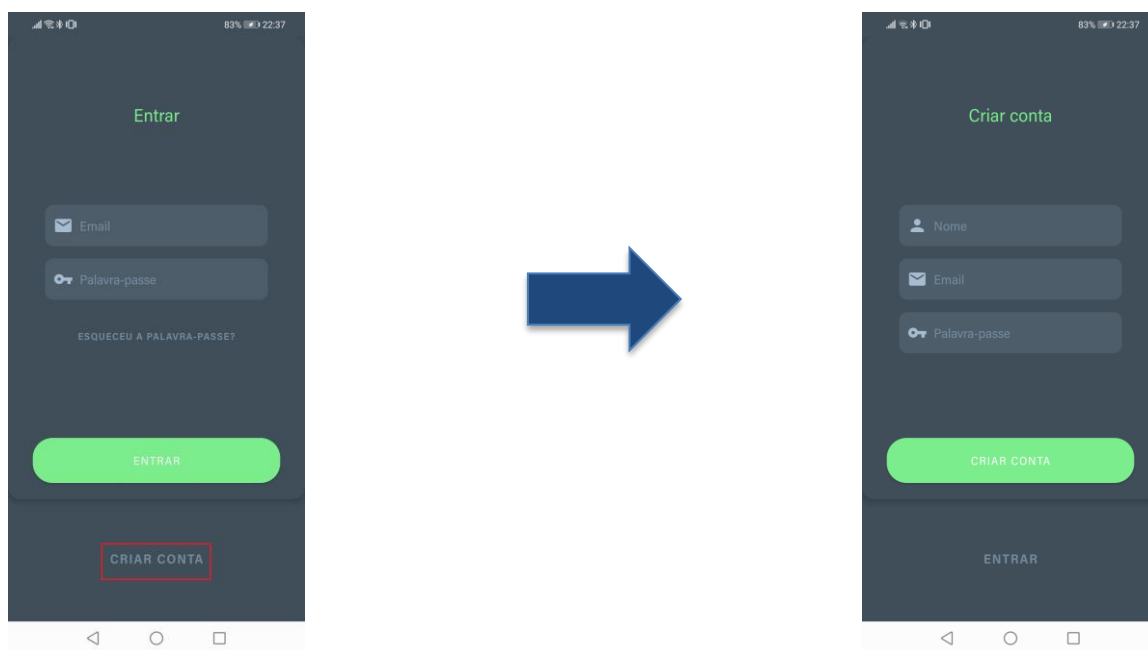 83% 22:37
Entrar
Email
Palavra-passe
ESQUECEU A PALAVRA-PASSE?
ENTRAR
CRIAR CONTA
83% 22:37
Criar conta
Nome
Email
Palavra-passe
CRIAR CONTA
ENTRAR